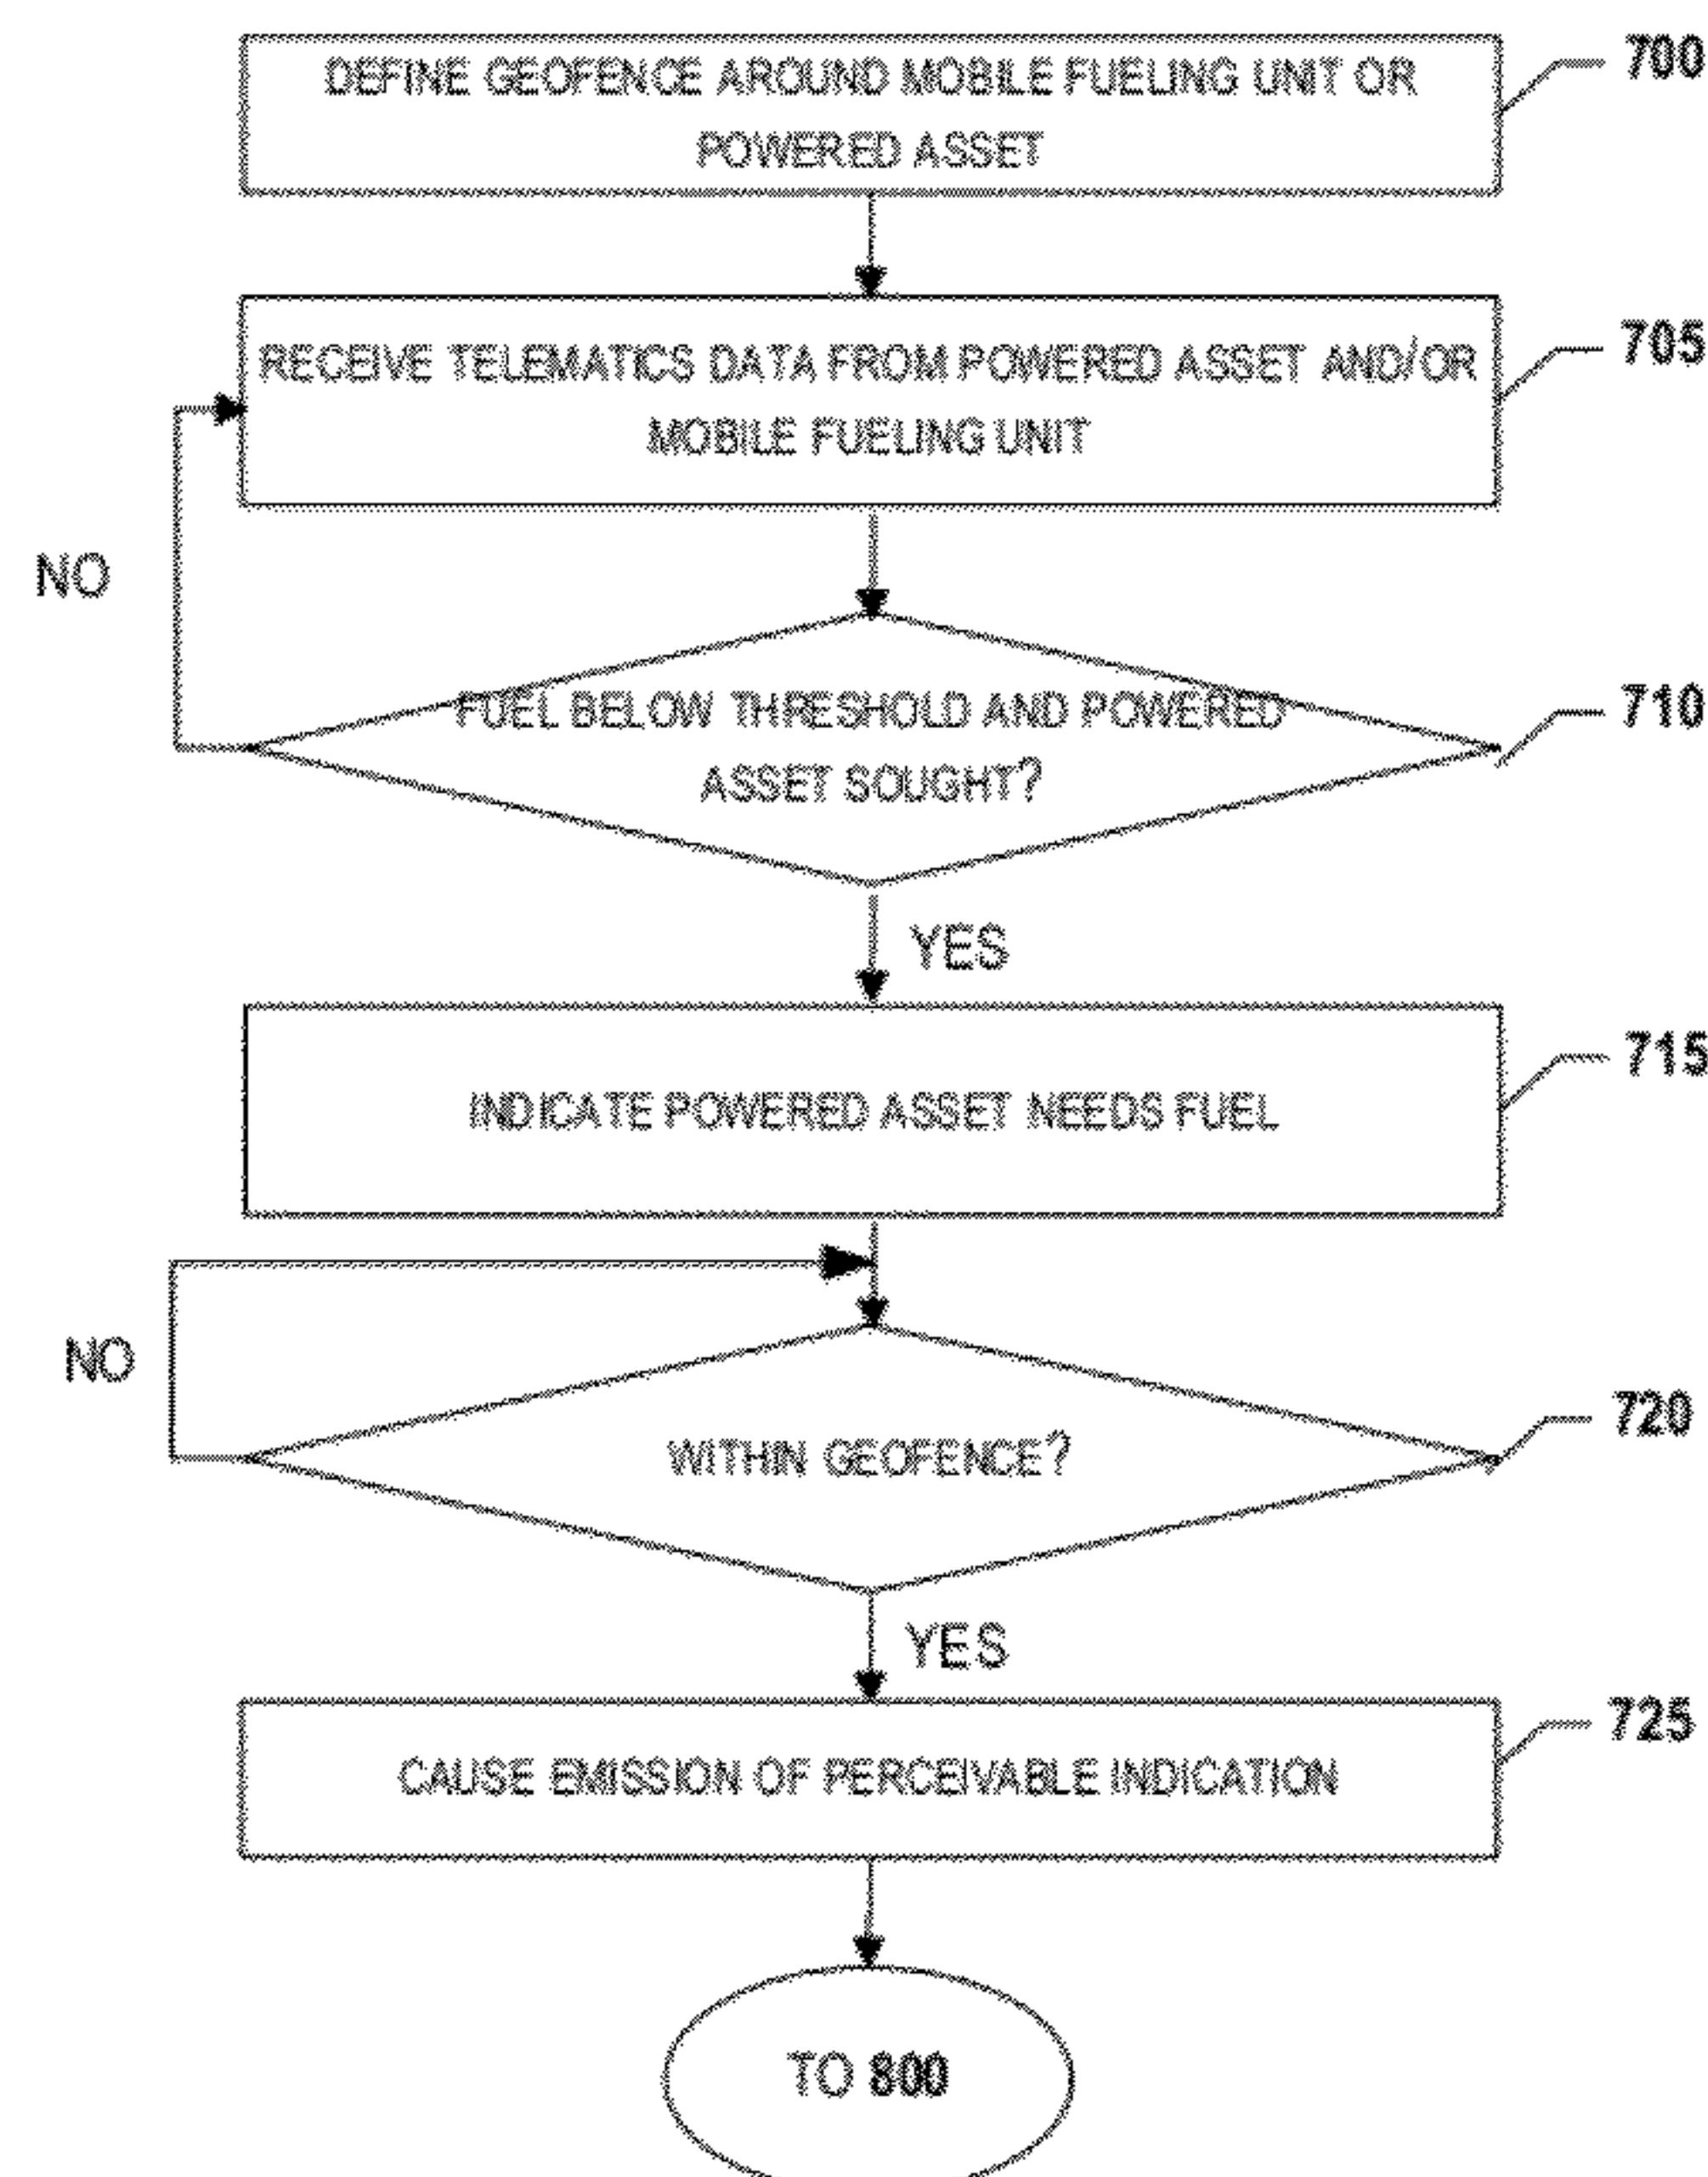 DEFINE GEOFENCE AROUND MOBILE FUELING UNIT OR
POWERED ASSET
700
RECEIVE TELEMATICS DATA FROM POWERED ASSET AND/OR
MOBILE FUELING UNIT
705
NO
FUEL BELOW THRESHOLD AND POWERED
ASSET SOUGHT?
710
YES
INDICATE POWERED ASSET NEEDS FUEL
715
NO
WITHIN GEOFENCE?
720
YES
CAUSE EMISSION OF PERCEIVABLE INDICATION
725
TO 800